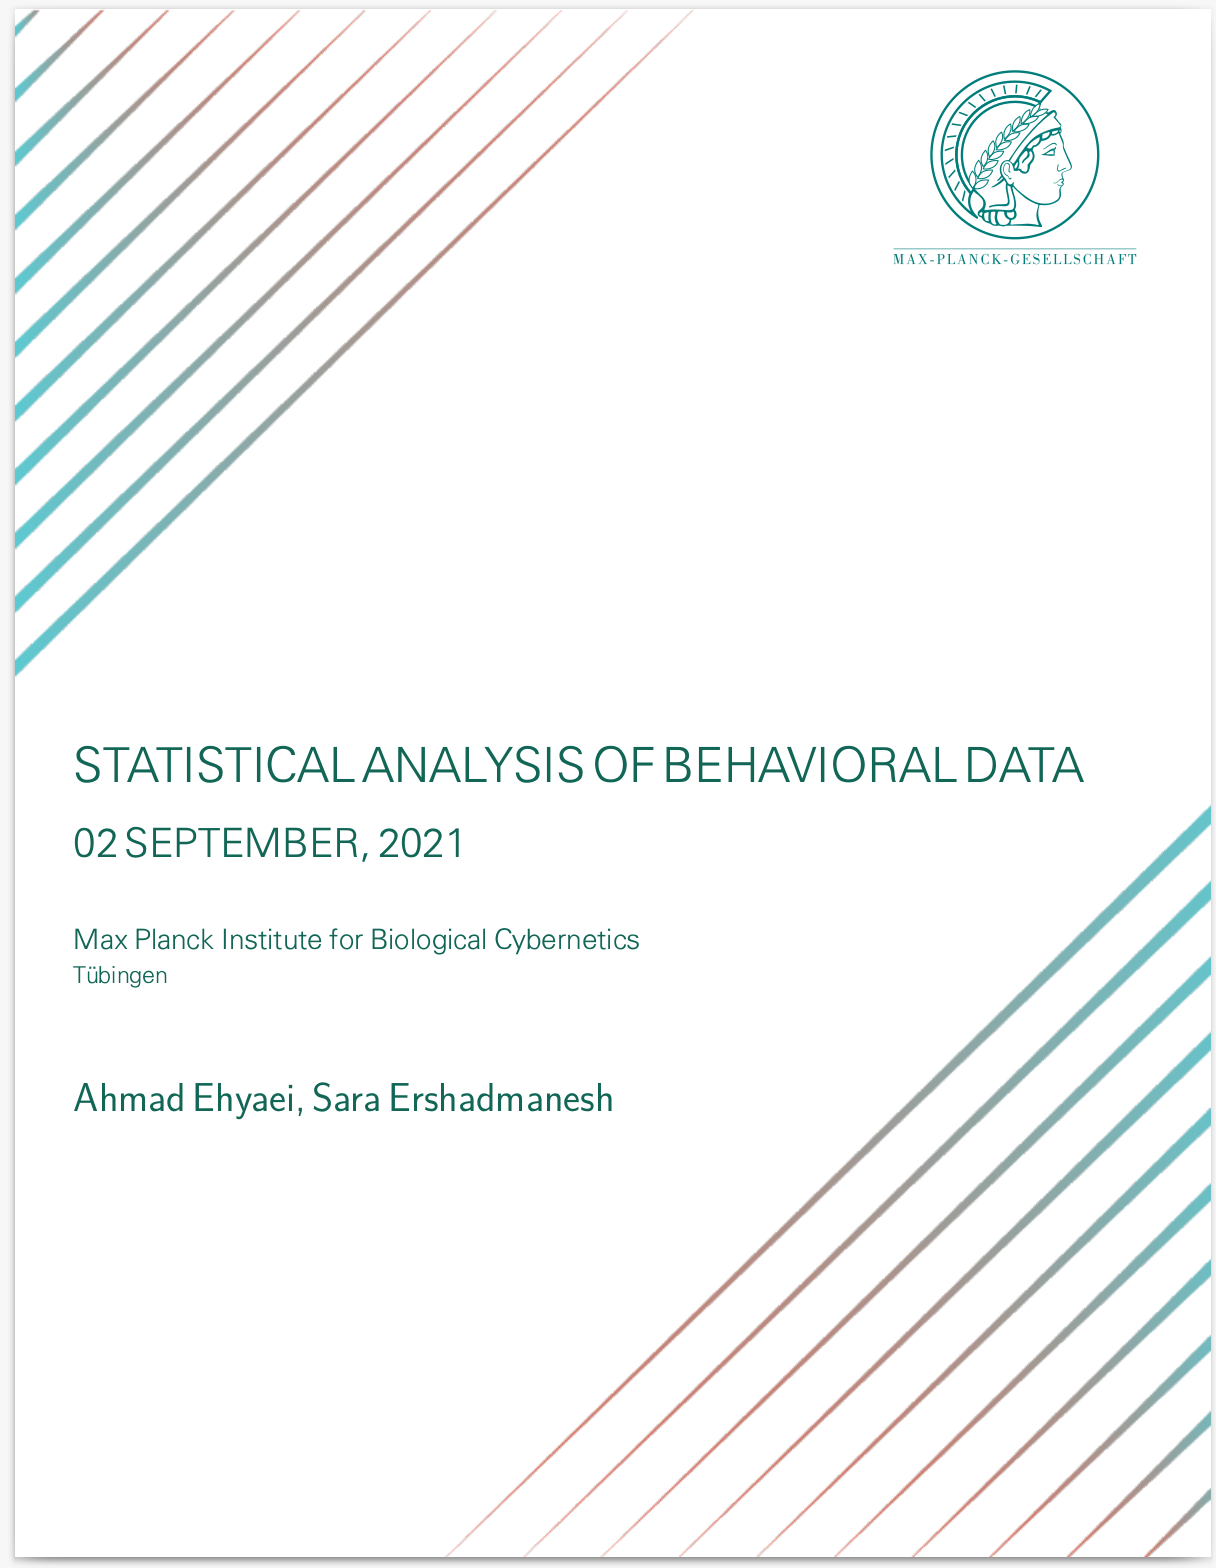 MAX-PLANCK-GESELLSCHAFT
STATISTICAL ANALYSIS OF BEHAVIORAL DATA
02 SEPTEMBER, 2021
Max Planck Institute for Biological Cybernetics
Tübingen
Ahmad Ehyaei, Sara Ershadmanesh